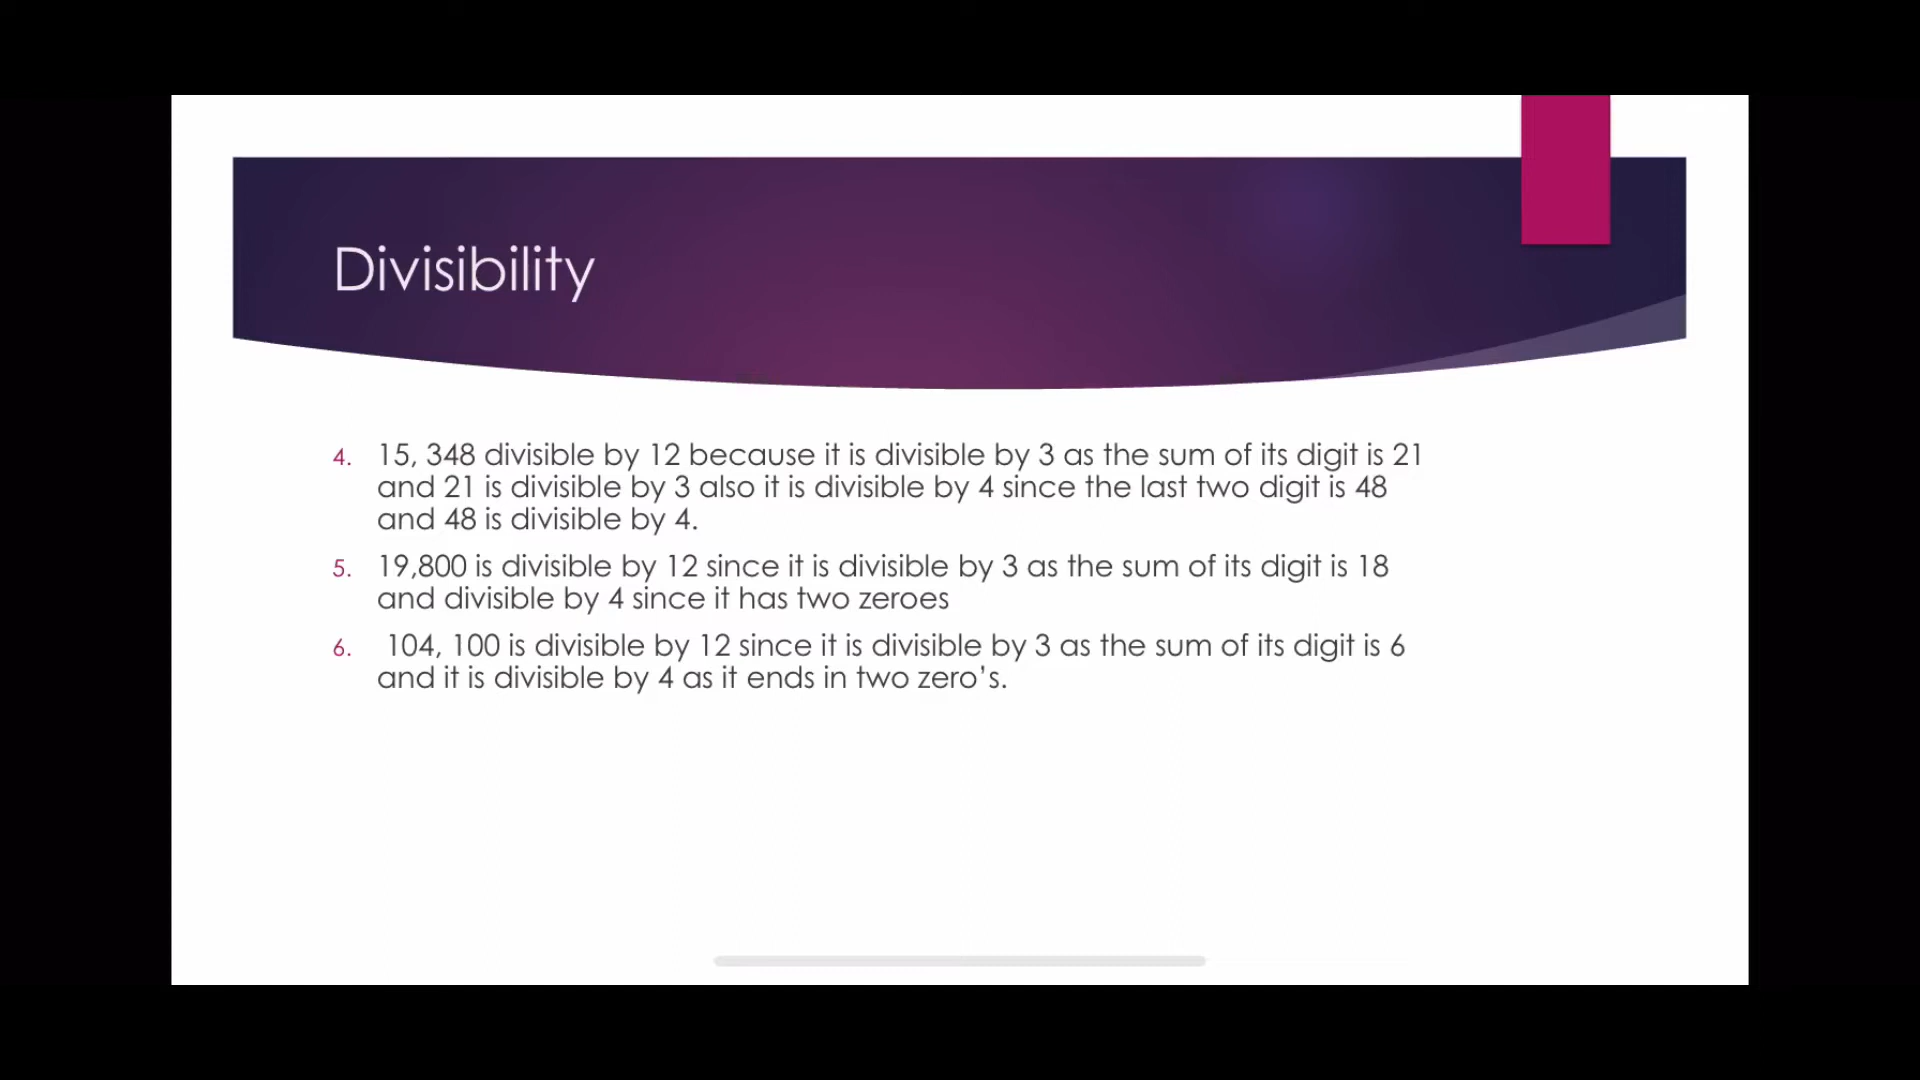 Divisibility
4. 15, 348 divisible by 12 because it is divisible by 3 as the sum of its digit is 21
and 21 is divisible by 3 also it is divisible by 4 since the last two digit is 48
and 48 is divisible by 4.
5. 19,800 is divisible by 12 since it is divisible by 3 as the sum of its digit is 18
and divisible by 4 since it has two zeroes
6. 104, 100 is divisible by 12 since it is divisible by 3 as the sum of its digit is 6
and it is divisible by 4 as it ends in two zero’s.